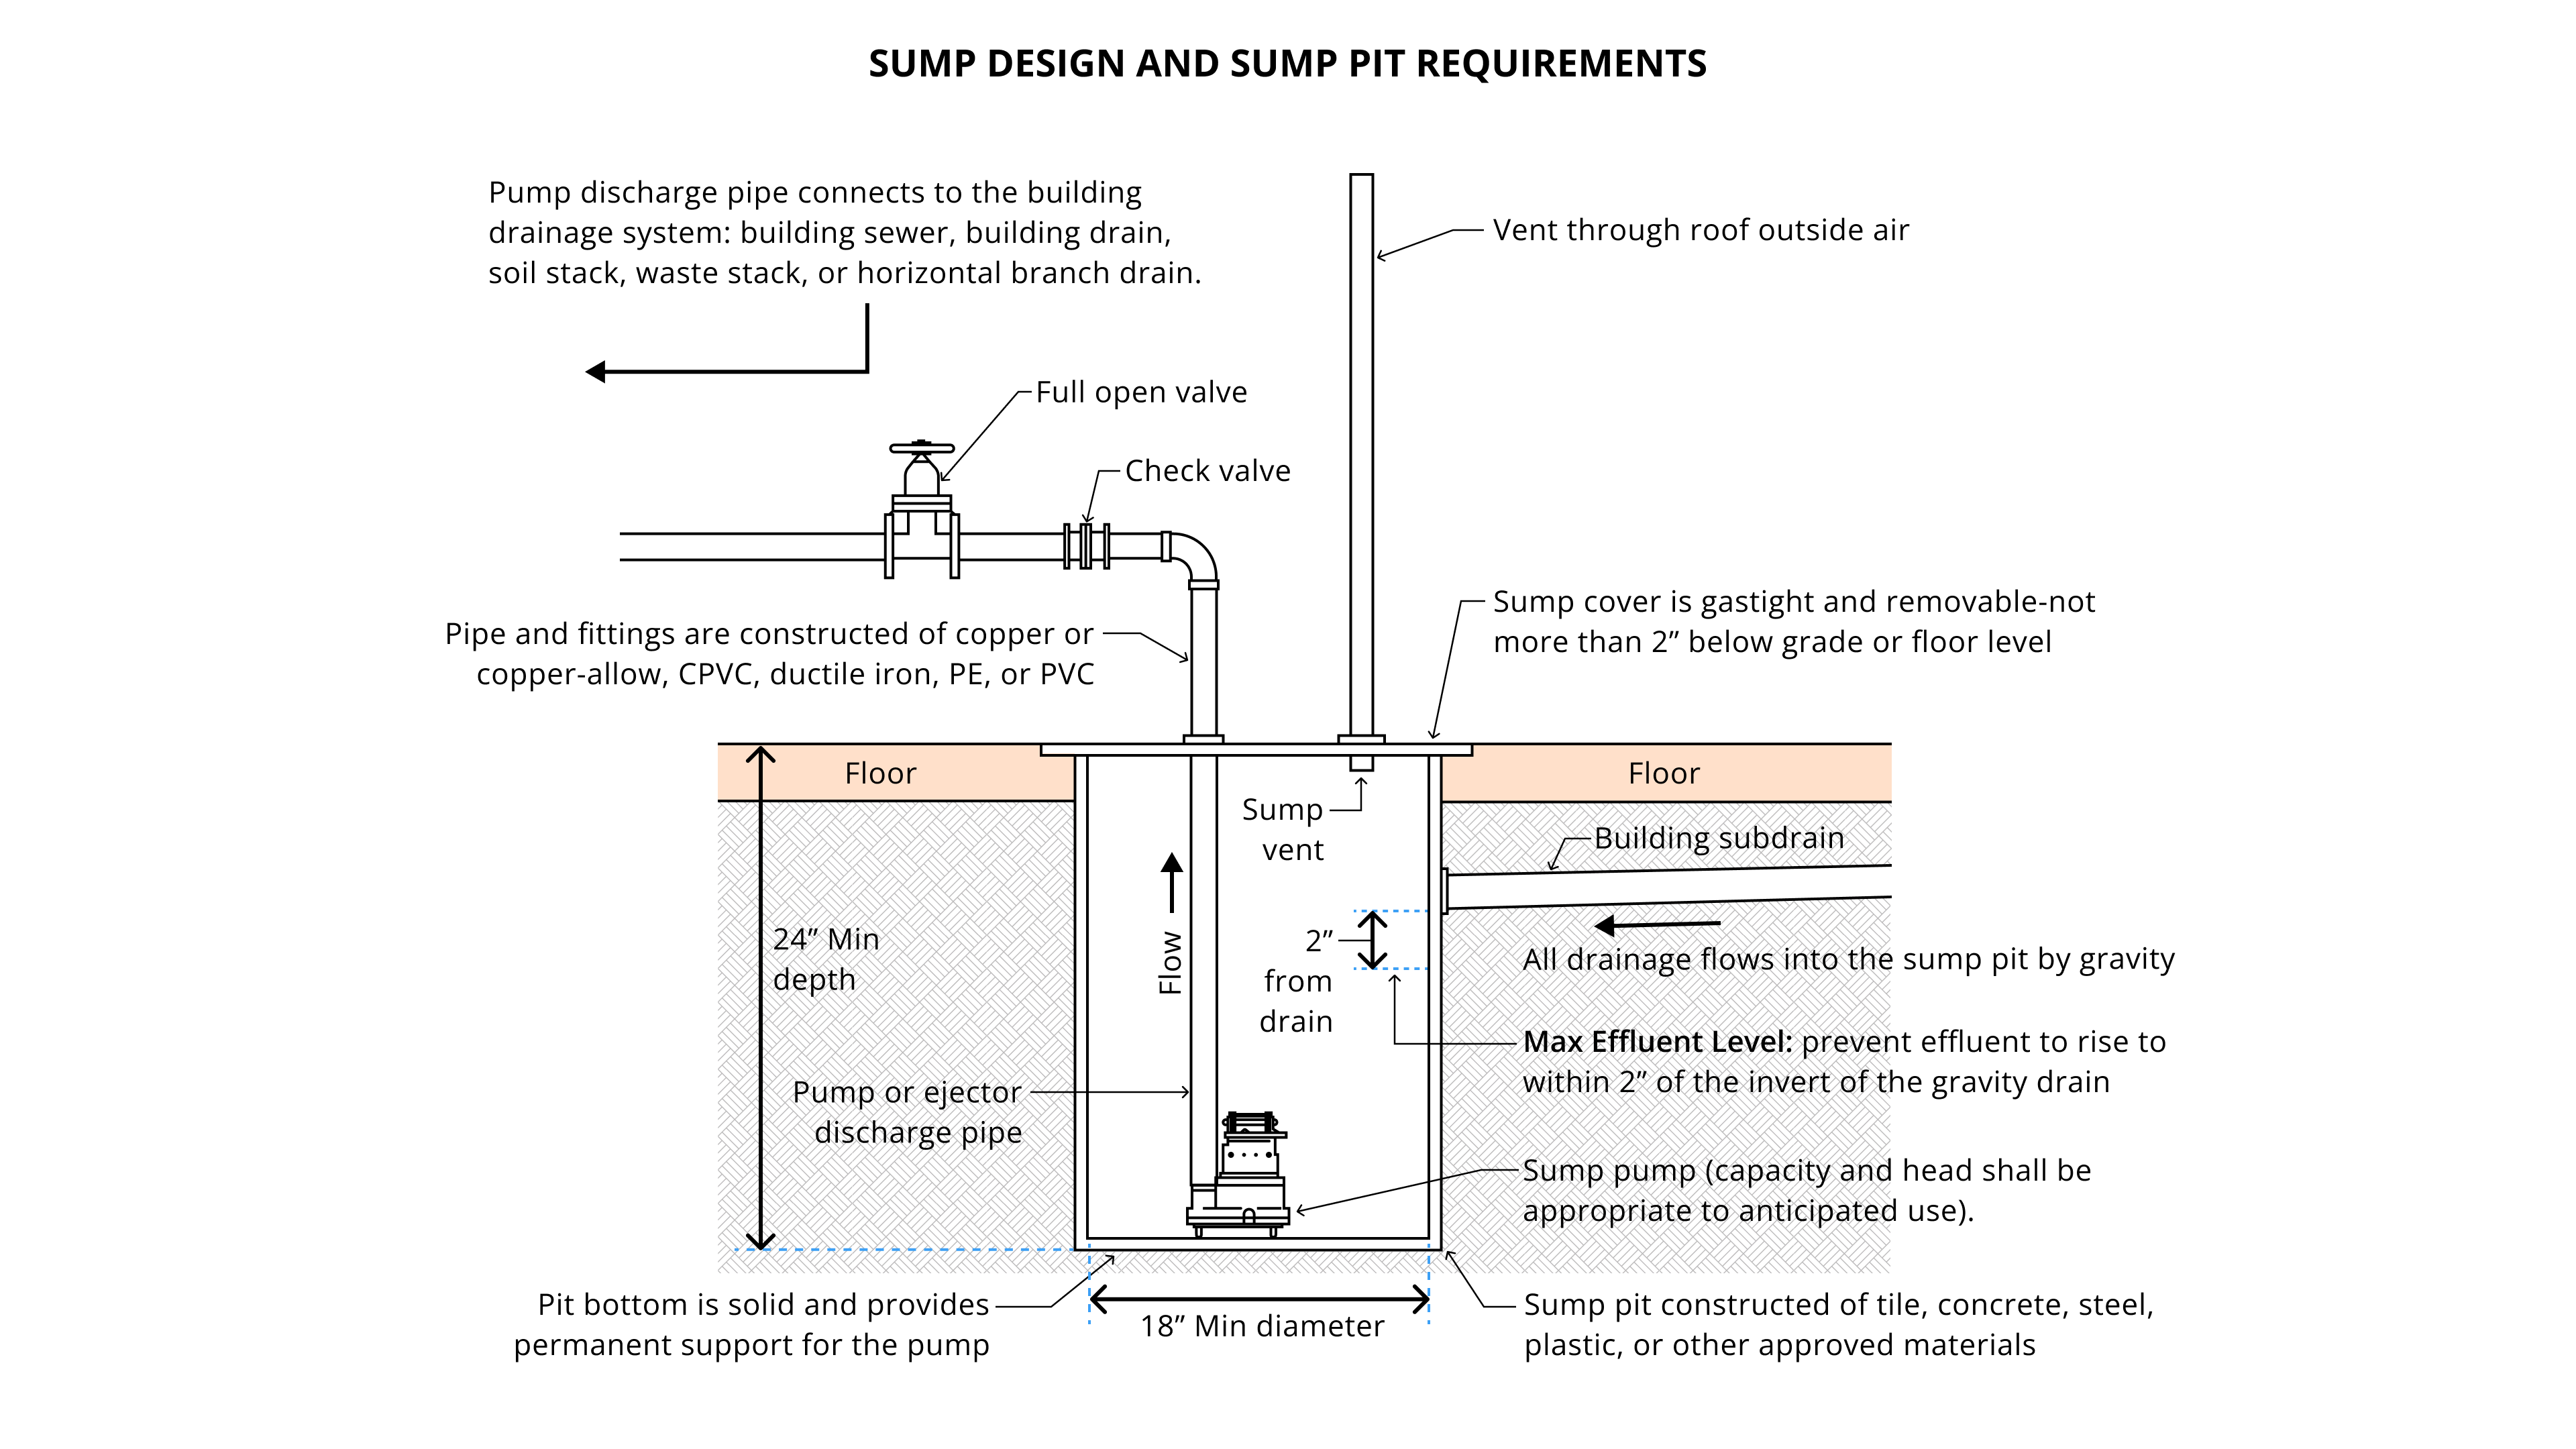 SUMP DESIGN AND SUMP PIT REQUIREMENTS
Pump discharge pipe connects to the building
drainage system: building sewer, building drain,
soil stack, waste stack, or horizontal branch drain.
Vent through roof outside air
Full open valve
Check valve
Pipe and fittings are constructed of copper or
copper-allow, CPVC, ductile iron, PE, or PVC
Sump cover is gastight and removable-not
more than 2” below grade or floor level
Floor
Floor
Sump
vent
Building subdrain
24” Min
depth
Flow
2”
from
drain
All drainage flows into the sump pit by gravity
Max Effluent Level: prevent effluent to rise to
within 2” of the invert of the gravity drain
Pump or ejector
discharge pipe
Sump pump (capacity and head shall be
appropriate to anticipated use).
Pit bottom is solid and provides
permanent support for the pump
18” Min diameter
Sump pit constructed of tile, concrete, steel,
plastic, or other approved materials